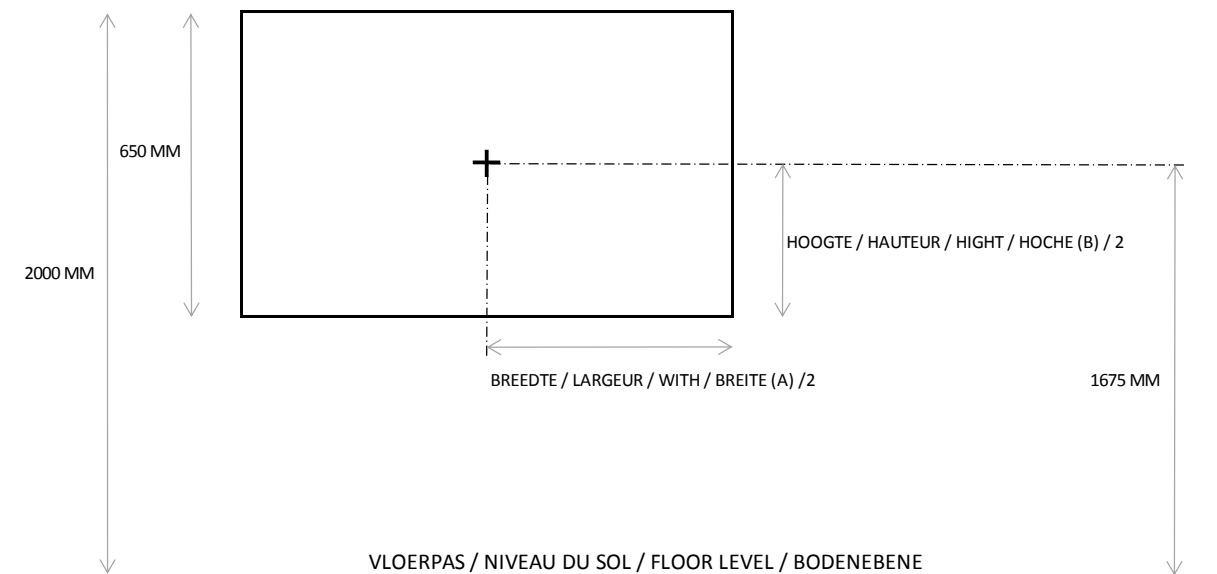 650 MM
HOOGTE / HAUTEUR / HIGHT / HOCHE (B) / 2
2000 MM
BREEDTE / LARGEUR / WITH / BREITE (A) /2
1675 MM
VLOERPAS / NIVEAU DU SOL / FLOOR LEVEL / BODENEBENE